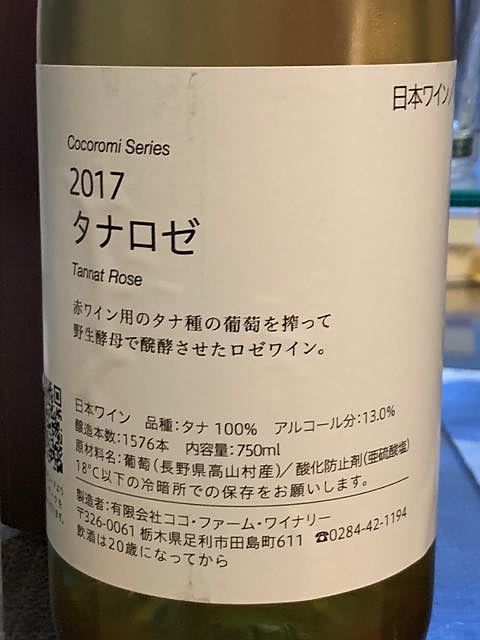 日本ワイン/
Cocoromi Series
2017
タナロゼ
Tannat Rose
赤ワイン用のタナ種の葡萄を搾って
野生酵母で醗酵させたロゼワイン。
日本ワイン 品種:タナ 100% アルコール分:13.0%
醸造本数:1576本 内容量:750ml
原材料名:葡萄(長野県高山村産)/酸化防止剤(亜硫酸塩)
18°C以下の冷暗所での保存をお願いします。
製造者:有限会社ココ・ファーム・ワイナリー
〒326-0061 栃木県足利市田島町611 ☎0284-42-1194
飲酒は20歳になってから